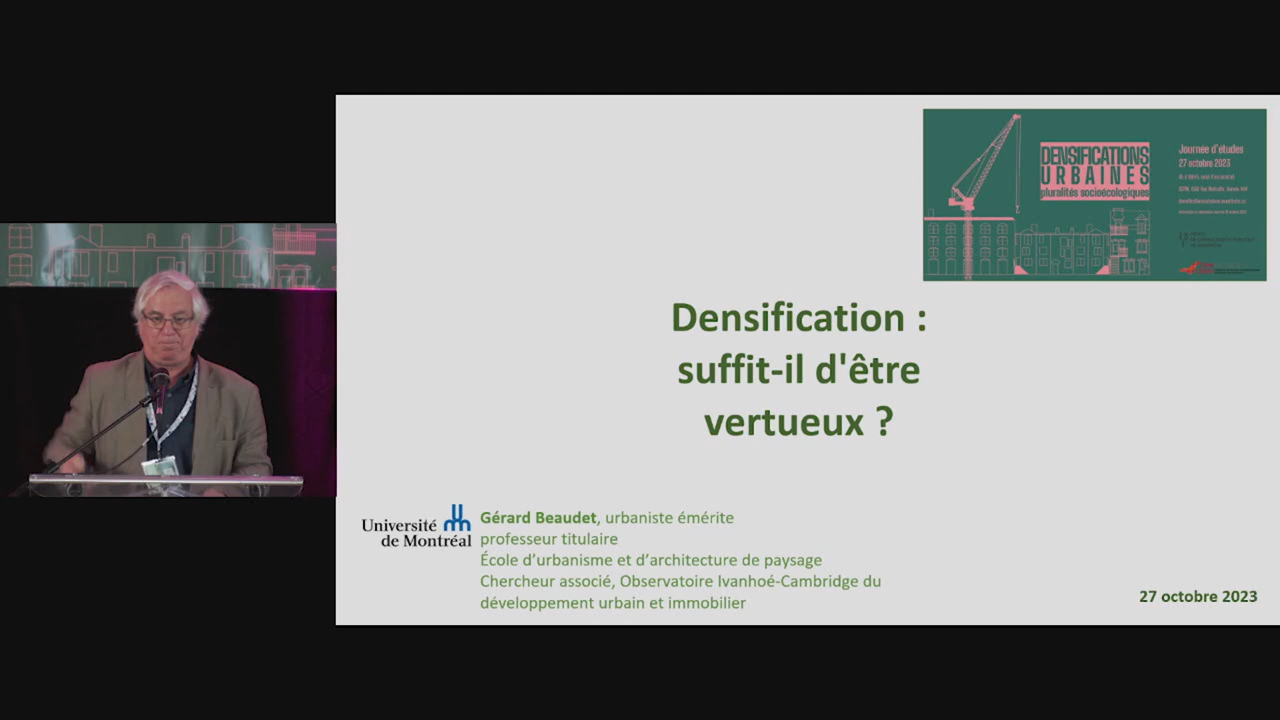 DENSIFICATIONS
URBAINES
pluralités socioécologiques
Journée d'études
27 octobre 2023
Densification :
suffit-il d'être
vertueux ?
Université
de Montréal
Gérard Beaudet, urbaniste émérite
professeur titulaire
École d'urbanisme et d'architecture de paysage
Chercheur associé, Observatoire Ivanhoé-Cambridge du
développement urbain et immobilier
27 octobre 2023